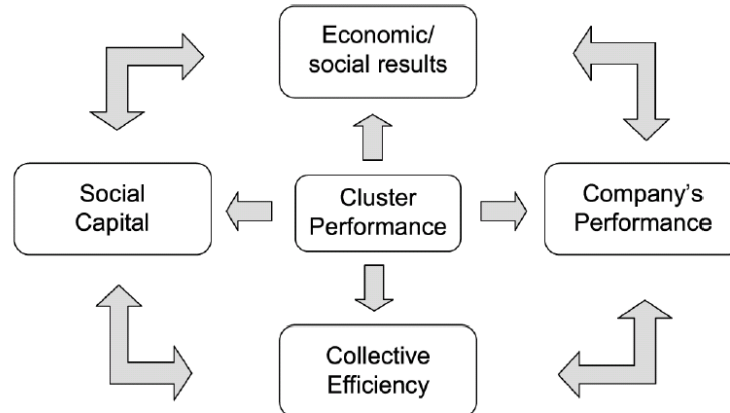 Economic/
social results
Social
Capital
Cluster
Performance
Company's
Performance
Collective
Efficiency